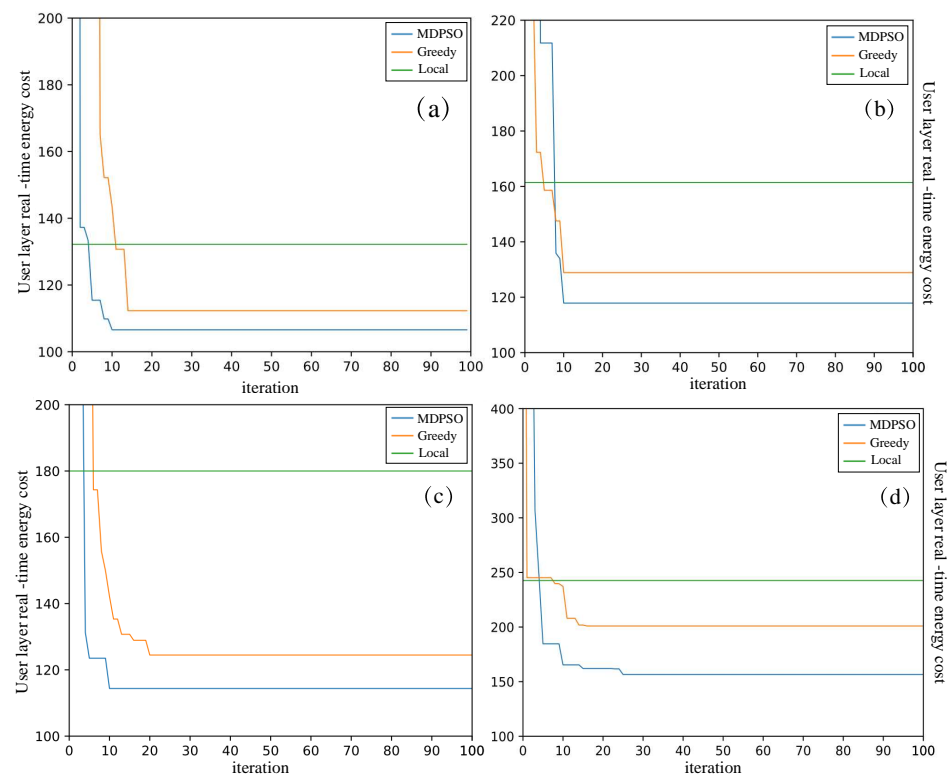 200
180
160
140
120
100
0
10
20
30
40
50
60
70
80
90
100
User layer real -time energy cost
iteration
MDPSO
Greedy
Local
(a)
220
200
180
160
140
120
100
0
10
20
30
40
50
60
70
80
90
100
User layer real -time energy cost
iteration
MDPSO
Greedy
Local
(b)
200
180
160
140
120
100
0
10
20
30
40
50
60
70
80
90
100
User layer real -time energy cost
iteration
MDPSO
Greedy
Local
(c)
400
350
300
250
200
150
100
0
10
20
30
40
50
60
70
80
90
100
User layer real -time energy cost
iteration
MDPSO
Greedy
Local
(d)